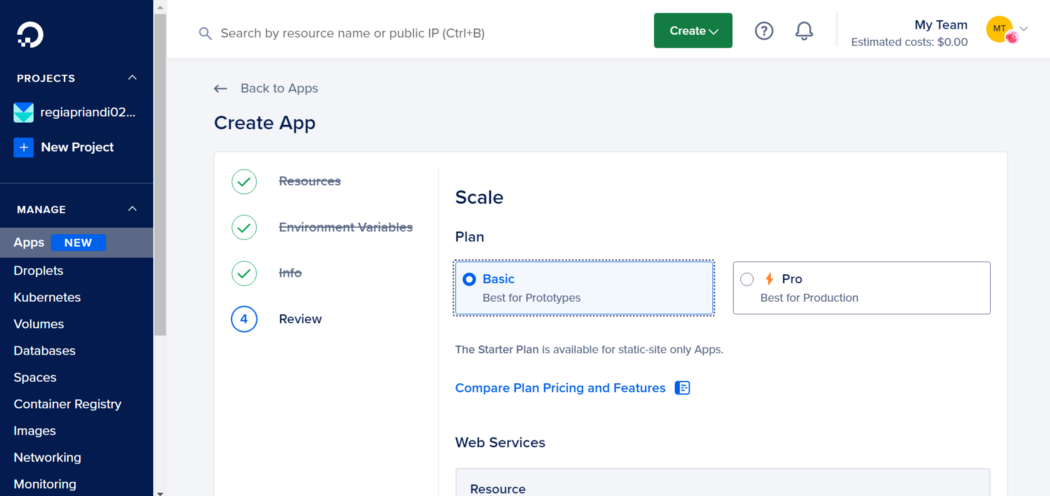 Search by resource name or public IP (Ctrl+B)
Create
?
My Team
Estimated costs: $0.00
MT
PROJECTS
regiapriandi02...
+ New Project
MANAGE
Apps NEW
Droplets
Kubernetes
Volumes
Databases
Spaces
Container Registry
Images
Networking
Monitoring
← Back to Apps
Create App
Resources
Environment Variables
Info
4 Review
Scale
Plan
Basic
Best for Prototypes
Pro
Best for Production
The Starter Plan is available for static-site only Apps.
Compare Plan Pricing and Features
Web Services
Resource